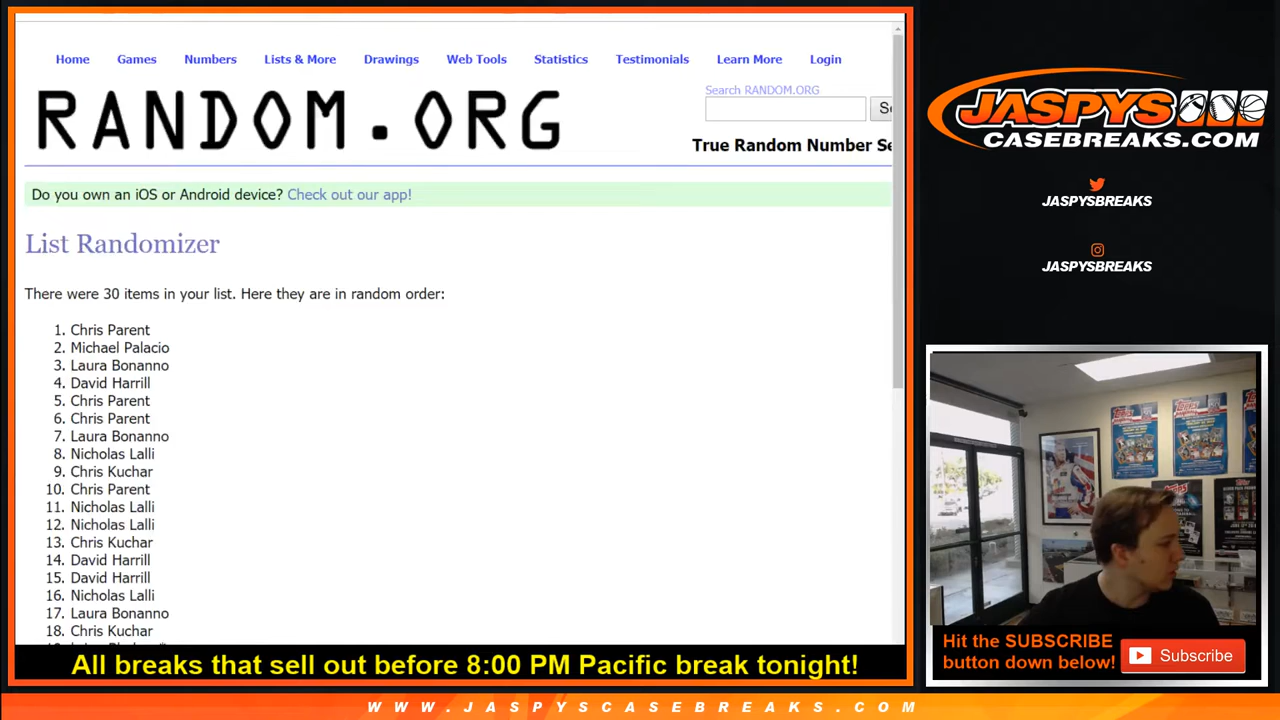 Home Games Numbers Lists & More Drawings Web Tools Statistics Testimonials Learn More Login
Search RANDOM.ORG
RANDOM.ORG
True Random Number Se
Do you own an iOS or Android device? Check out our app!
List Randomizer
There were 30 items in your list. Here they are in random order:
1. Chris Parent
2. Michael Palacio
3. Laura Bonanno
4. David Harrill
5. Chris Parent
6. Chris Parent
7. Laura Bonanno
8. Nicholas Lalli
9. Chris Kuchar
10. Chris Parent
11. Nicholas Lalli
12. Nicholas Lalli
13. Chris Kuchar
14. David Harrill
15. David Harrill
16. Nicholas Lalli
17. Laura Bonanno
18. Chris Kuchar
All breaks that sell out before 8:00 PM Pacific break tonight!
JASPYS
CASEBREAKS.COM
JASPYSBREAKS
JASPYSBREAKS
Topps
Topps
Hit the SUBSCRIBE
button down below!
Subscribe
WWW.JASPYSCASEBREAKS.COM